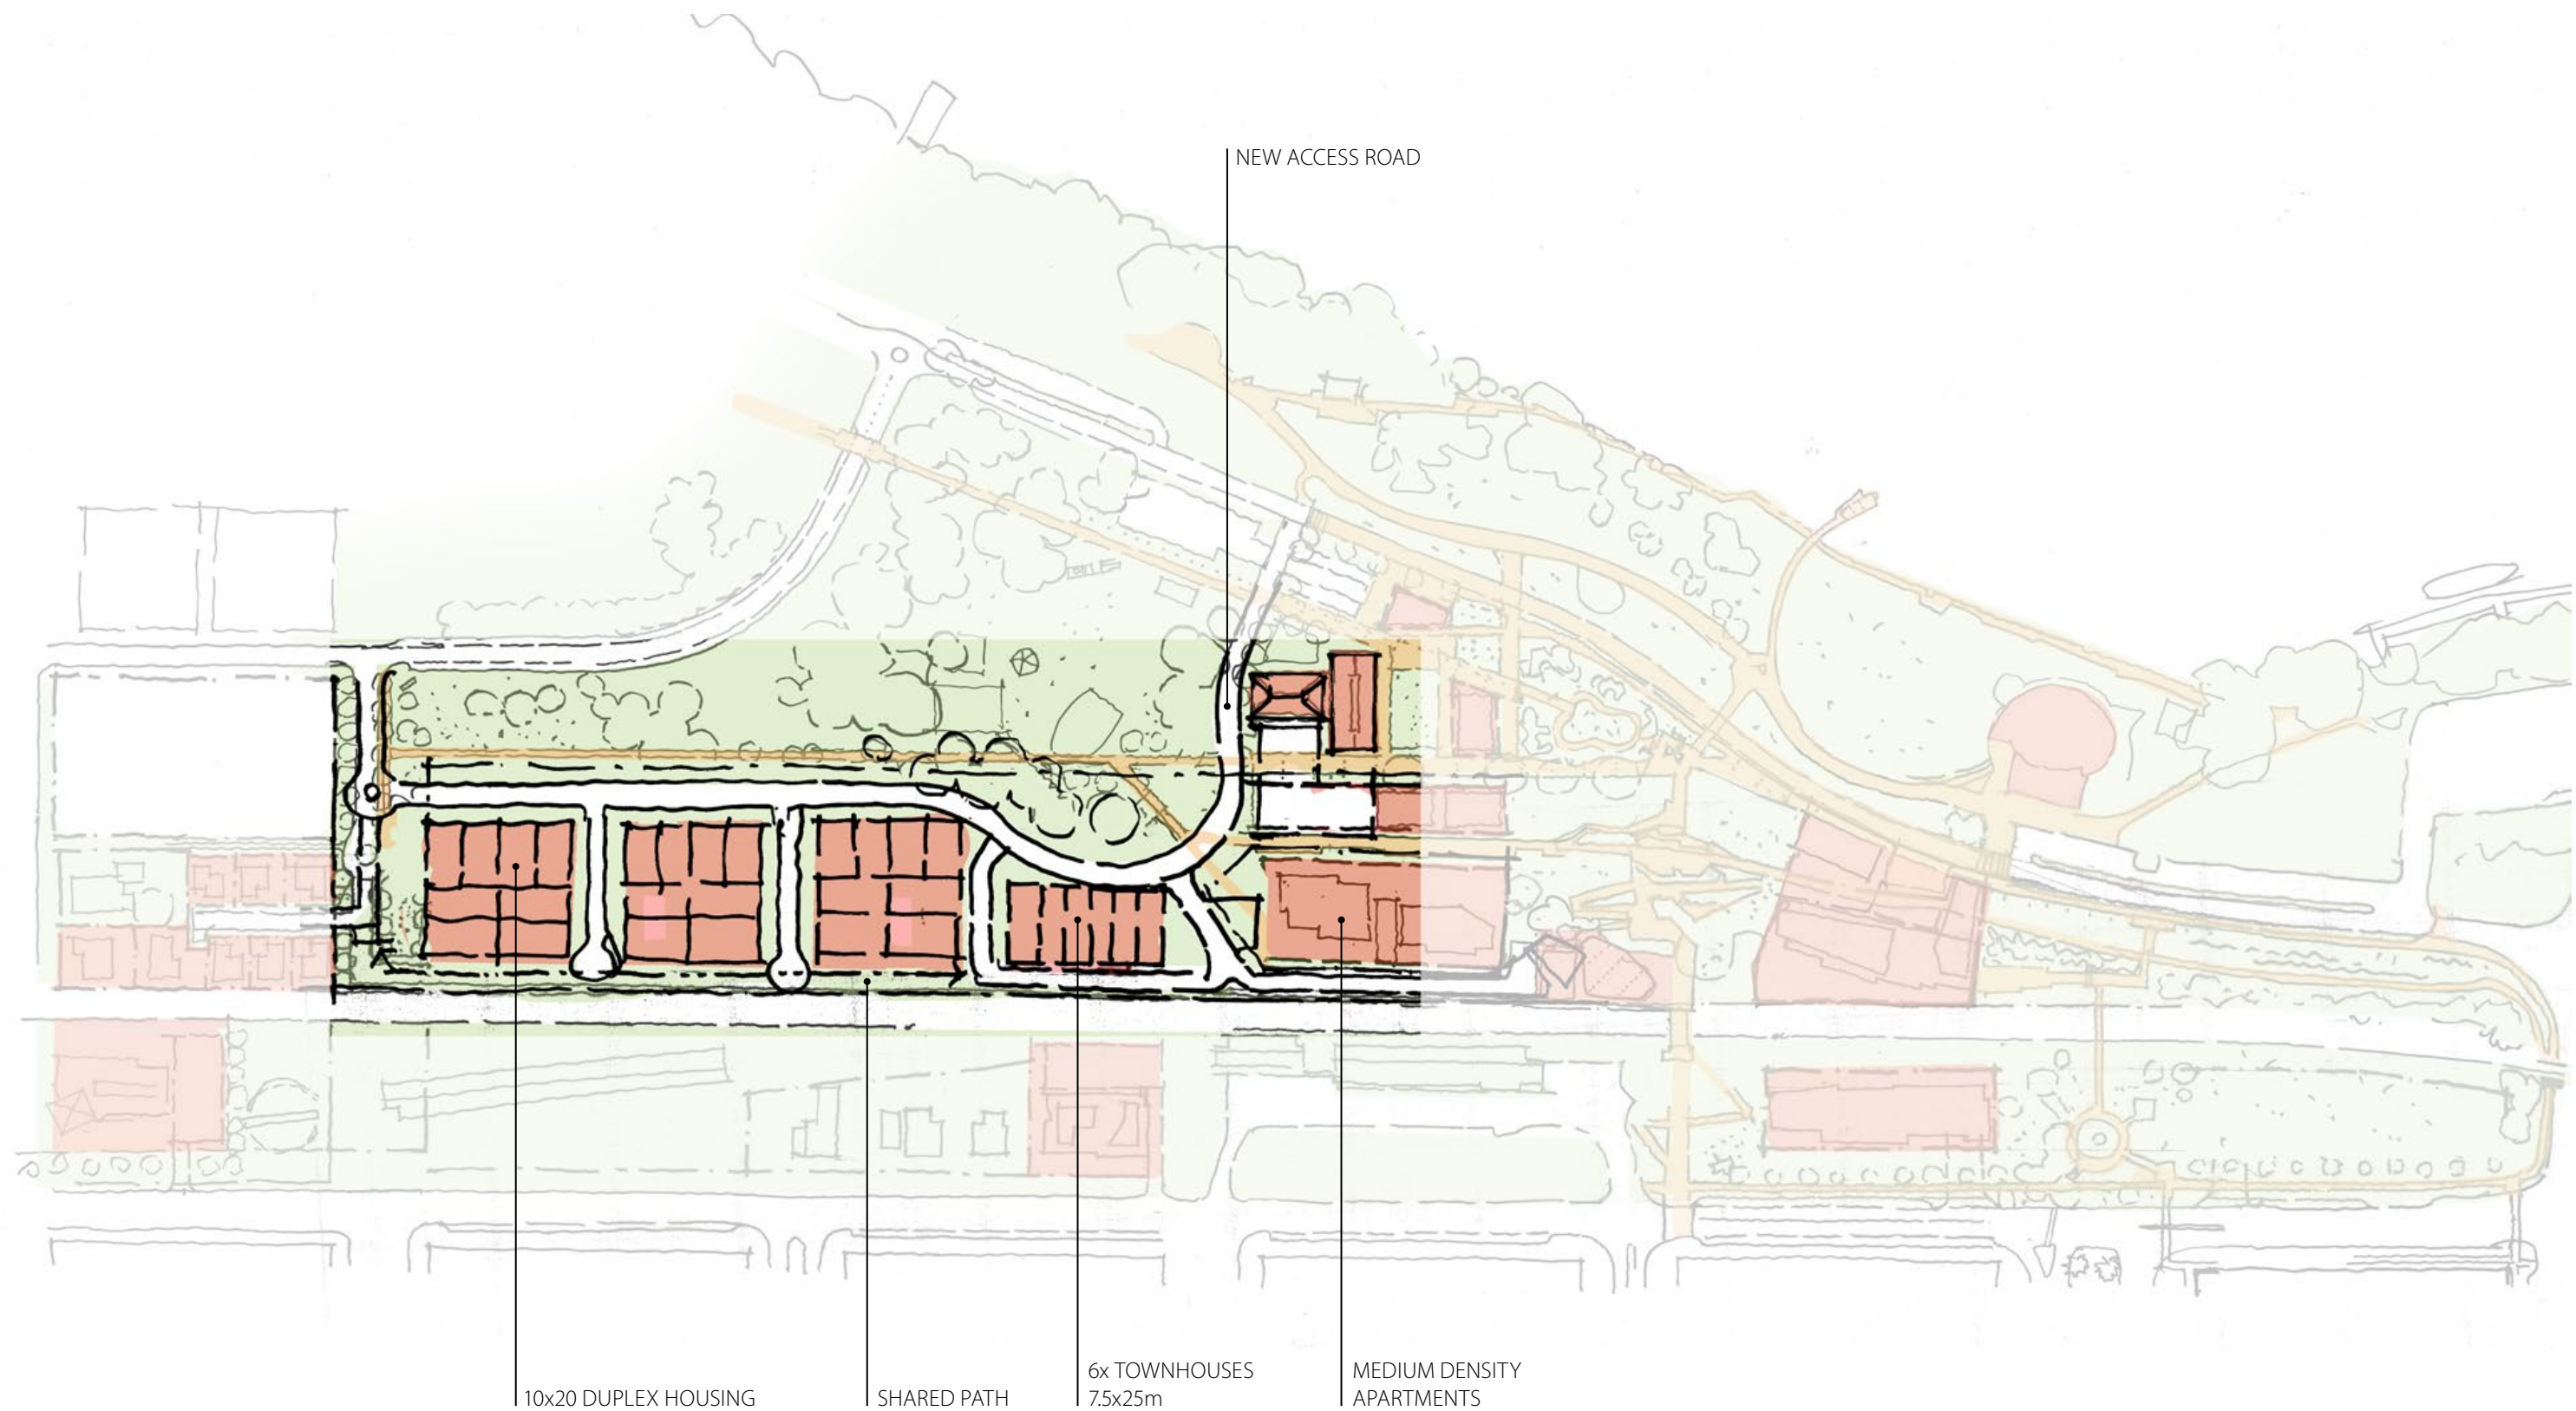 NEW ACCESS ROAD
10x20 DUPLEX HOUSING
SHARED PATH
6x TOWNHOUSES
7.5x25m
MEDIUM DENSITY
APARTMENTS